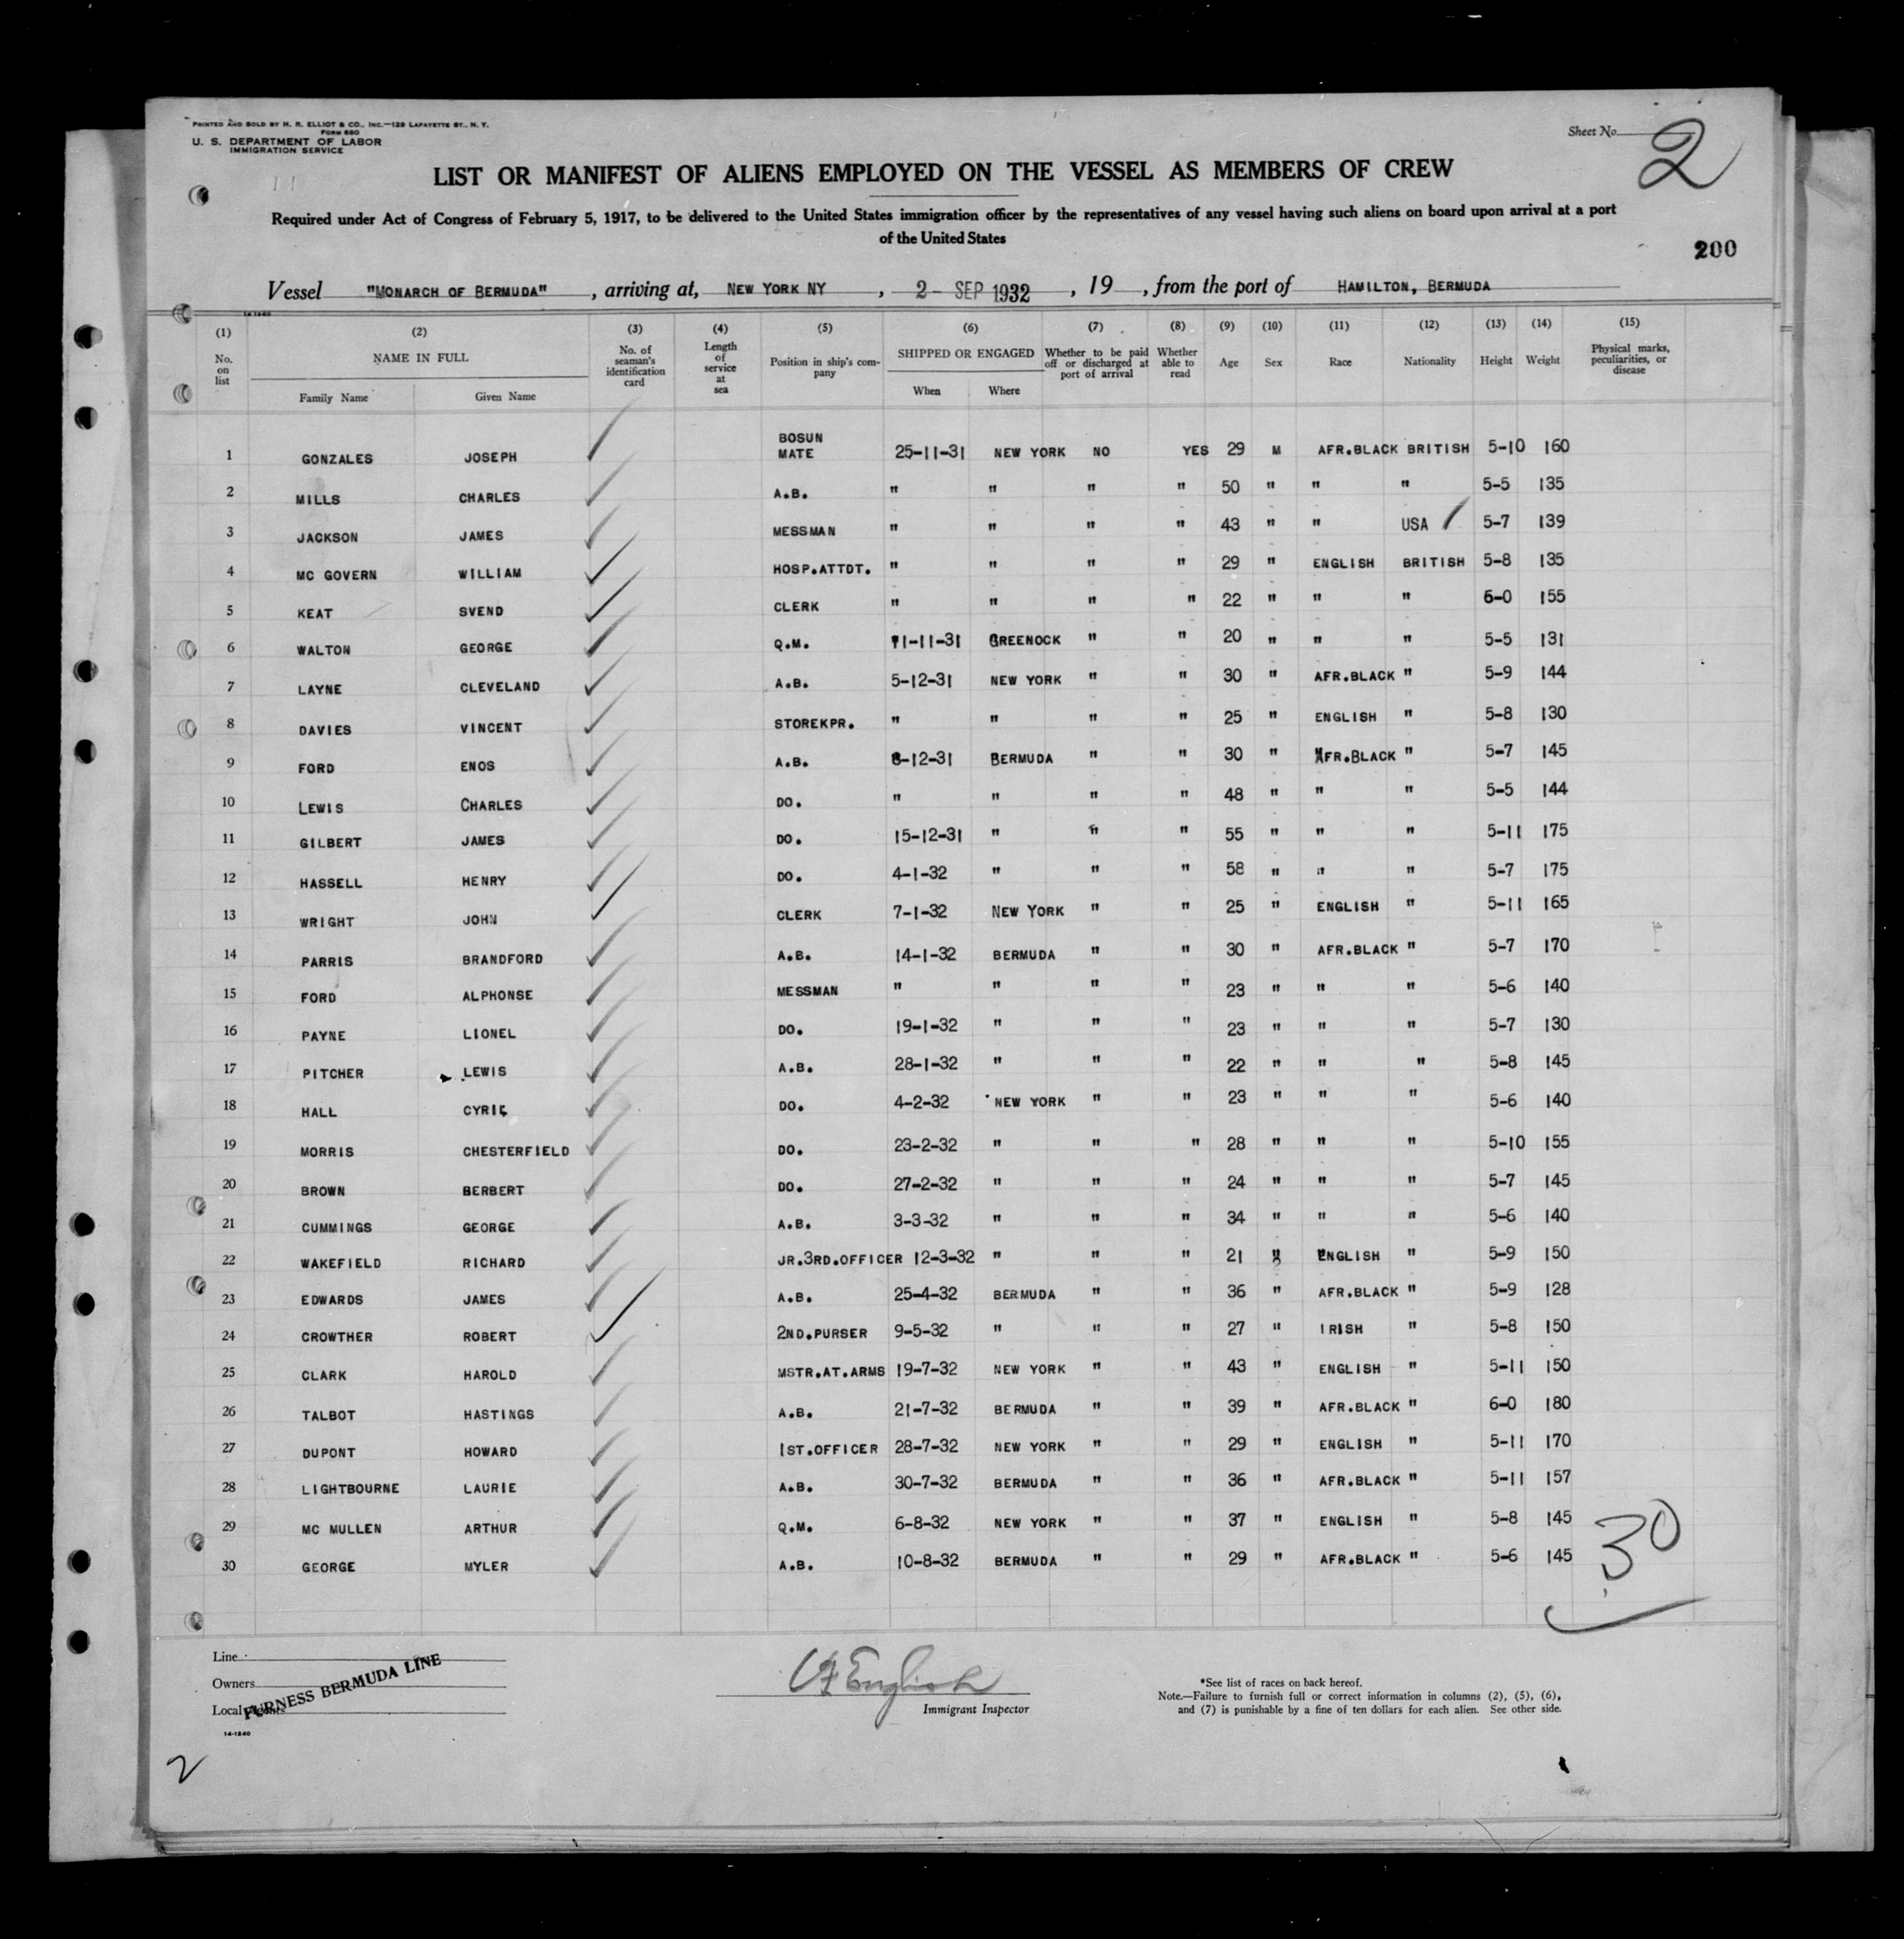 PRINTED AND SOLD BY H. R. ELLIOT & CO., INC.—129 LAFAYETTE ST., N. Y.
FORM 680
U. S. DEPARTMENT OF LABOR
IMMIGRATION SERVICE
Sheet No. 2
LIST OR MANIFEST OF ALIENS EMPLOYED ON THE VESSEL AS MEMBERS OF CREW
Required under Act of Congress of February 5, 1917, to be delivered to the United States immigration officer by the representatives of any vessel having such aliens on board upon arrival at a port
of the United States
200
Vessel "MONARCH OF BERMUDA", arriving at, NEW YORK NY, 2 - SEP 1932, 19, from the port of HAMILTON, BERMUDA
14-1240
(1) (2) (3) (4) (5) (6) (7) (8) (9) (10) (11) (12) (13) (14) (15)
No. on list NAME IN FULL Family Name Given Name No. of seaman's identification card Length of service at sea Position in ship's company SHIPPED OR ENGAGED When Where Whether to be paid off or discharged at port of arrival Whether able to read Age Sex Race Nationality Height Weight Physical marks, peculiarities, or disease
1 GONZALES JOSEPH BOSUN MATE 25-11-31 NEW YORK NO YES 29 M AFR.BLACK BRITISH 5-10 160
2 MILLS CHARLES A.B. " " " " 50 " " " 5-5 135
3 JACKSON JAMES MESSMAN " " " " 43 " " USA 5-7 139
4 MC GOVERN WILLIAM HOSP.ATTDT. " " " " 29 " ENGLISH BRITISH 5-8 135
5 KEAT SVEND CLERK " " " " 22 " " " 6-0 155
6 WALTON GEORGE Q.M. 11-11-31 GREENOCK " " 20 " " " 5-5 131
7 LAYNE CLEVELAND A.B. 5-12-31 NEW YORK " " 30 " AFR.BLACK " 5-9 144
8 DAVIES VINCENT STOREKPR. " " " " 25 " ENGLISH " 5-8 130
9 FORD ENOS A.B. 8-12-31 BERMUDA " " 30 " AFR.BLACK " 5-7 145
10 LEWIS CHARLES DO. " " " " 48 " " " 5-5 144
11 GILBERT JAMES DO. 15-12-31 " " " 55 " " " 5-11 175
12 HASSELL HENRY DO. 4-1-32 " " " 58 " " " 5-7 175
13 WRIGHT JOHN CLERK 7-1-32 NEW YORK " " 25 " ENGLISH " 5-11 165
14 PARRIS BRANDFORD A.B. 14-1-32 BERMUDA " " 30 " AFR.BLACK " 5-7 170
15 FORD ALPHONSE MESSMAN " " " " 23 " " " 5-6 140
16 PAYNE LIONEL DO. 19-1-32 " " " 23 " " " 5-7 130
17 PITCHER LEWIS A.B. 28-1-32 " " " 22 " " " 5-8 145
18 HALL CYRIL DO. 4-2-32 NEW YORK " " 23 " " " 5-6 140
19 MORRIS CHESTERFIELD DO. 23-2-32 " " " 28 " " " 5-10 155
20 BROWN BERBERT DO. 27-2-32 " " " 24 " " " 5-7 145
21 CUMMINGS GEORGE A.B. 3-3-32 " " " 34 " " " 5-6 140
22 WAKEFIELD RICHARD JR.3RD.OFFICER 12-3-32 " " " 21 " ENGLISH " 5-9 150
23 EDWARDS JAMES A.B. 25-4-32 BERMUDA " " 36 " AFR.BLACK " 5-9 128
24 CROWTHER ROBERT 2ND.PURSER 9-5-32 " " " 27 " IRISH " 5-8 150
25 CLARK HAROLD MSTR.AT.ARMS 19-7-32 NEW YORK " " 43 " ENGLISH " 5-11 150
26 TALBOT HASTINGS A.B. 21-7-32 BERMUDA " " 39 " AFR.BLACK " 6-0 180
27 DUPONT HOWARD 1ST.OFFICER 28-7-32 NEW YORK " " 29 " ENGLISH " 5-11 170
28 LIGHTBOURNE LAURIE A.B. 30-7-32 BERMUDA " " 36 " AFR.BLACK " 5-11 157
29 MC MULLEN ARTHUR Q.M. 6-8-32 NEW YORK " " 37 " ENGLISH " 5-8 145
30 GEORGE MYLER A.B. 10-8-32 BERMUDA " " 29 " AFR.BLACK " 5-6 145
30
Line
Owners
Local Agents
FURNESS BERMUDA LINE
14-1240
English
Immigrant Inspector
*See list of races on back hereof.
Note.—Failure to furnish full or correct information in columns (2), (5), (6),
and (7) is punishable by a fine of ten dollars for each alien. See other side.
2